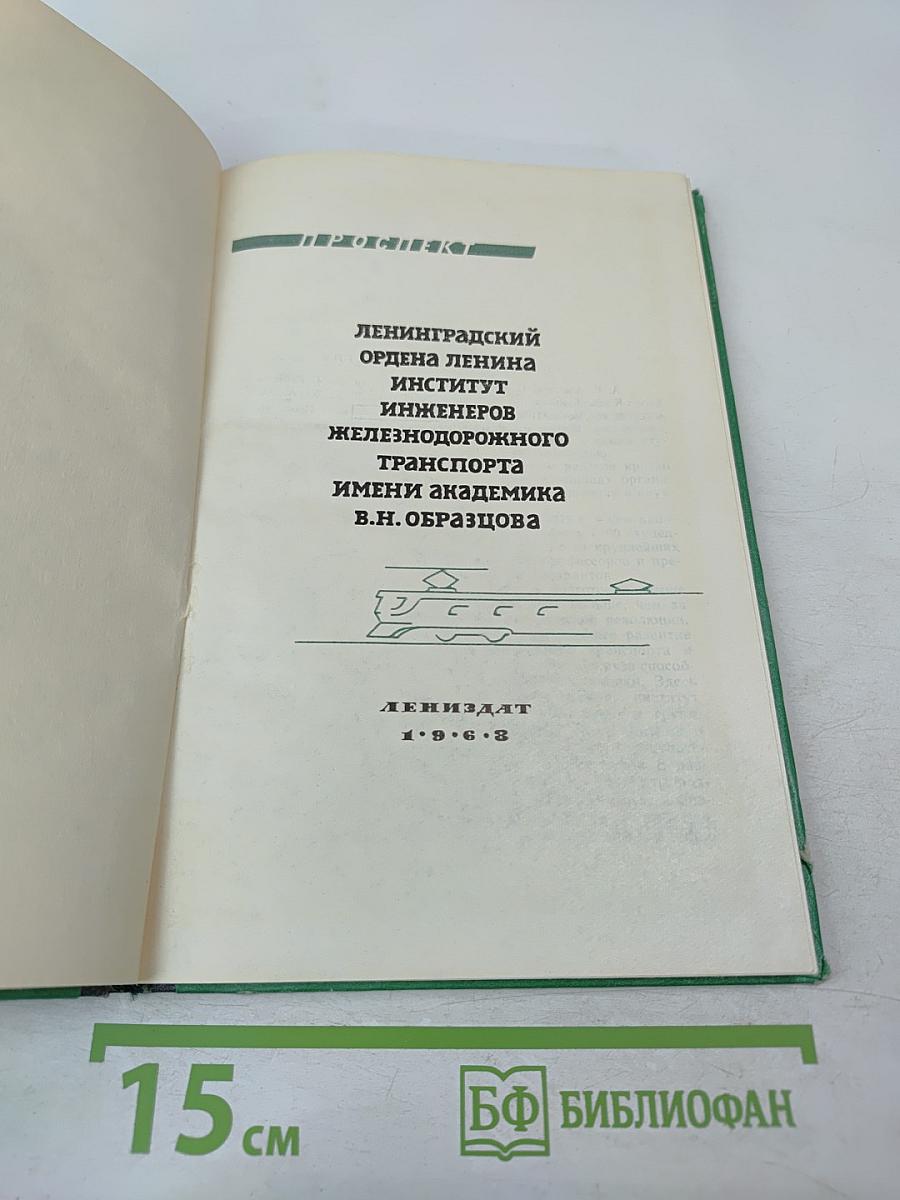 ПРОСПЕКТ
ЛЕНИНГРАДСКИЙ
ОРДЕНА ЛЕНИНА
ИНСТИТУТ
ИНЖЕНЕРОВ
ЖЕЛЕЗНОДОРОЖНОГО
ТРАНСПОРТА
ИМЕНИ АКАДЕМИКА
В.Н. ОБРАЗЦОВА
ЛЕНИЗДАТ
1•9•6•3
15 см
БФ БИБЛИОФАН